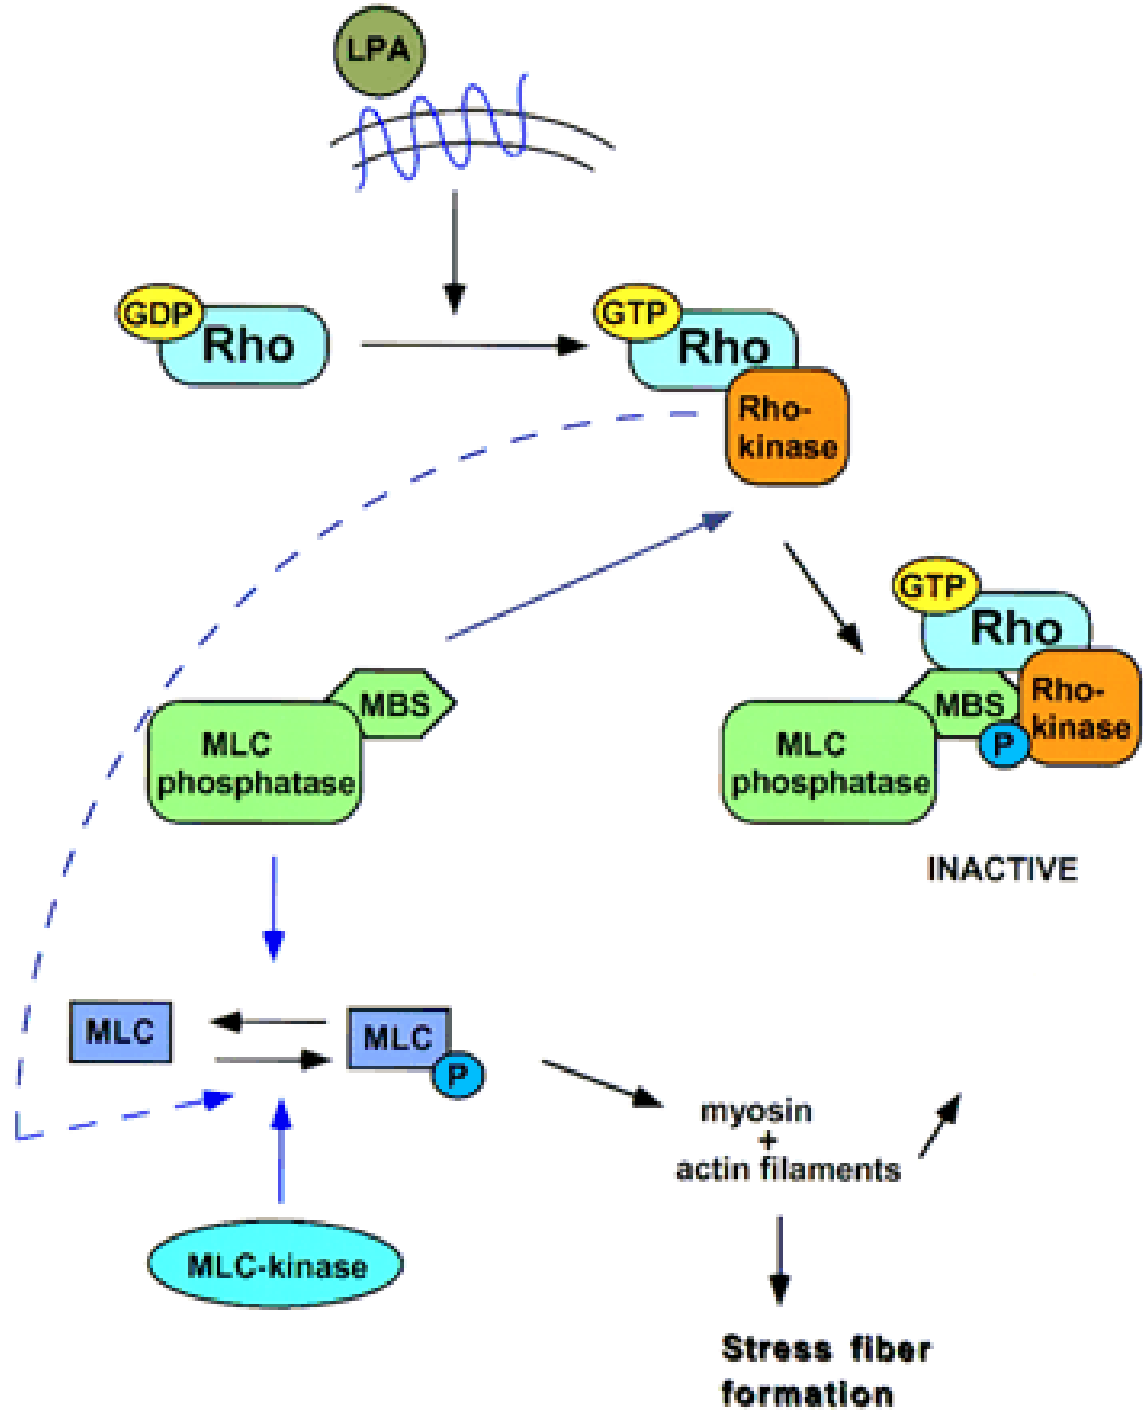 LPA
GDP
Rho
GTP
Rho
Rho-
kinase
GTP
Rho
MBS
MLC
phosphatase
MBS
P
Rho-
kinase
MLC
phosphatase
INACTIVE
MLC
MLC
P
myosin
+
actin filaments
MLC-kinase
Stress fiber
formation